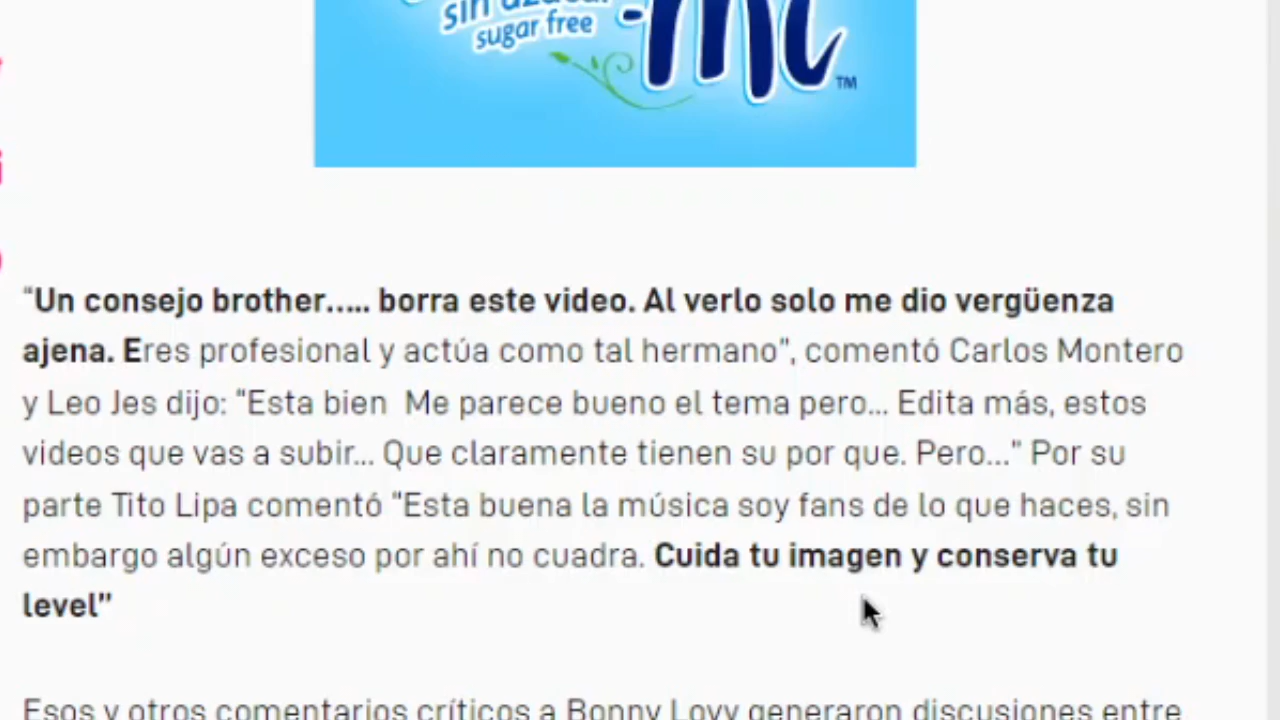 sin azúcar
sugar free
-mi
TM
“Un consejo brother..... borra este video. Al verlo solo me dio vergüenza
ajena. Eres profesional y actúa como tal hermano”, comentó Carlos Montero
y Leo Jes dijo: “Esta bien  Me parece bueno el tema pero... Edita más, estos
videos que vas a subir... Que claramente tienen su por que. Pero...” Por su
parte Tito Lipa comentó “Esta buena la música soy fans de lo que haces, sin
embargo algún exceso por ahí no cuadra. Cuida tu imagen y conserva tu
level”
Esos y otros comentarios críticos a Bonny Lovy generaron discusiones entre